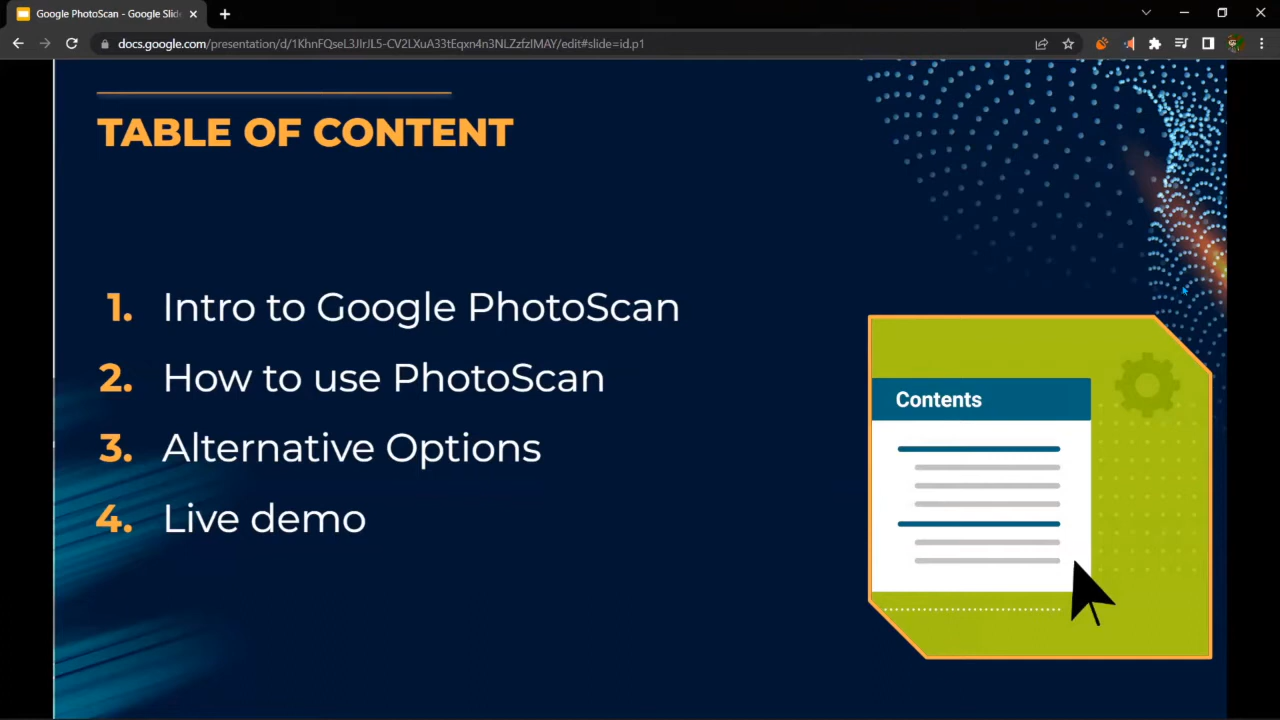 Google PhotoScan - Google Slid
docs.google.com/presentation/d/1KhnFQseL3JIrJL5-CV2LXuA33tEqxn4n3NLZzfzIMAY/edit#slide=id.p1
TABLE OF CONTENT
1. Intro to Google PhotoScan
2. How to use PhotoScan
3. Alternative Options
4. Live demo
Contents